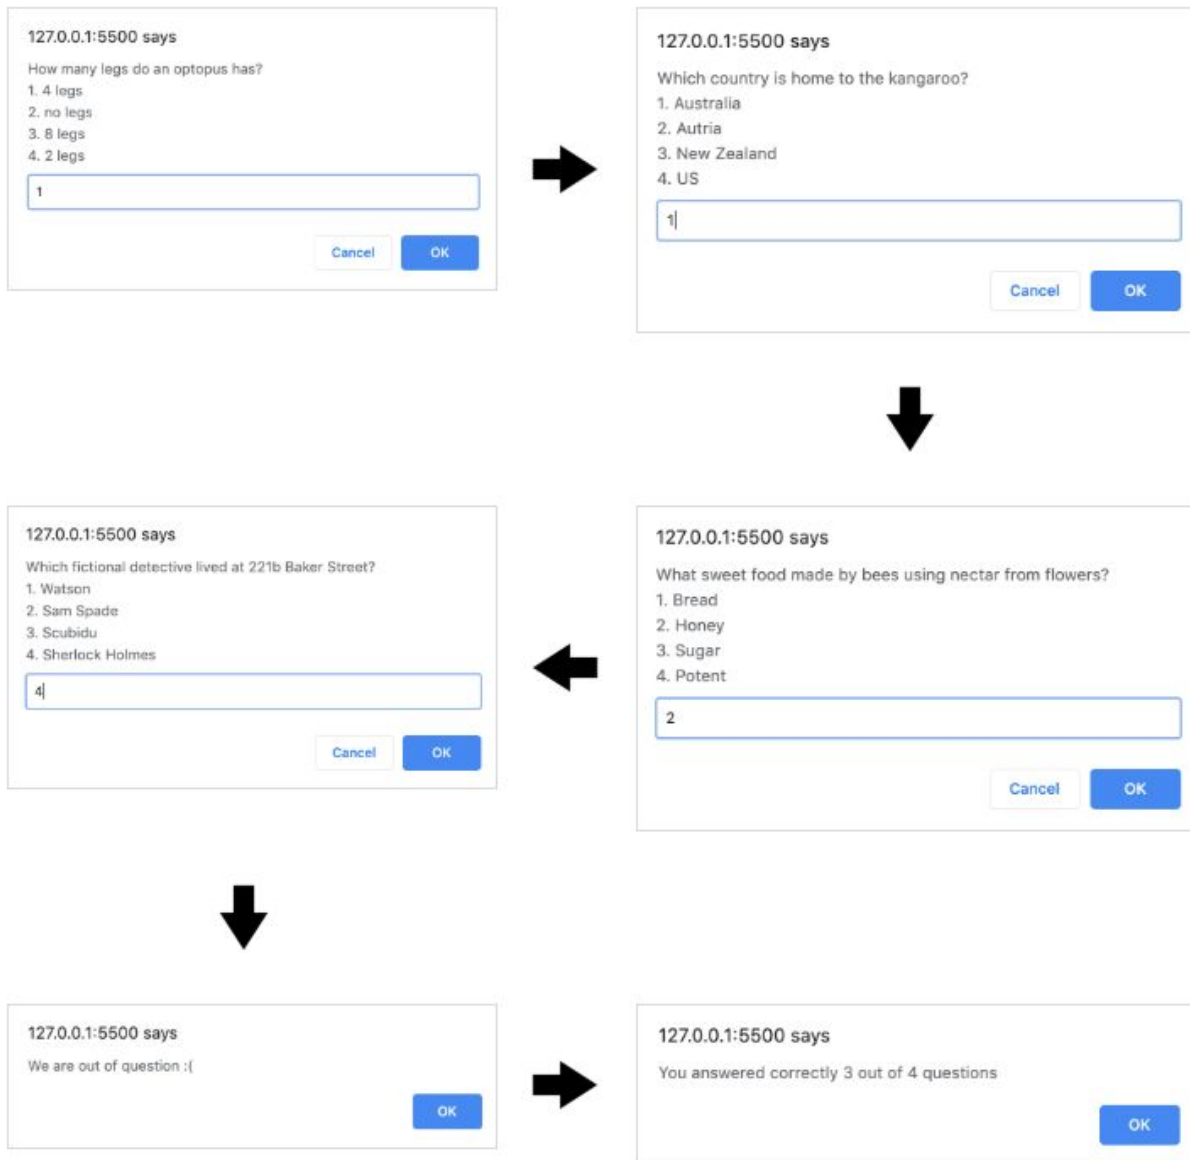 127.0.0.1:5500 says
How many legs do an optopus has?
1. 4 legs
2. no legs
3. 8 legs
4. 2 legs
1
Cancel
OK
127.0.0.1:5500 says
Which country is home to the kangaroo?
1. Australia
2. Autria
3. New Zealand
4. US
1
Cancel
OK
127.0.0.1:5500 says
What sweet food made by bees using nectar from flowers?
1. Bread
2. Honey
3. Sugar
4. Potent
2
Cancel
OK
127.0.0.1:5500 says
Which fictional detective lived at 221b Baker Street?
1. Watson
2. Sam Spade
3. Scubidu
4. Sherlock Holmes
4
Cancel
OK
127.0.0.1:5500 says
We are out of question :(
OK
127.0.0.1:5500 says
You answered correctly 3 out of 4 questions
OK